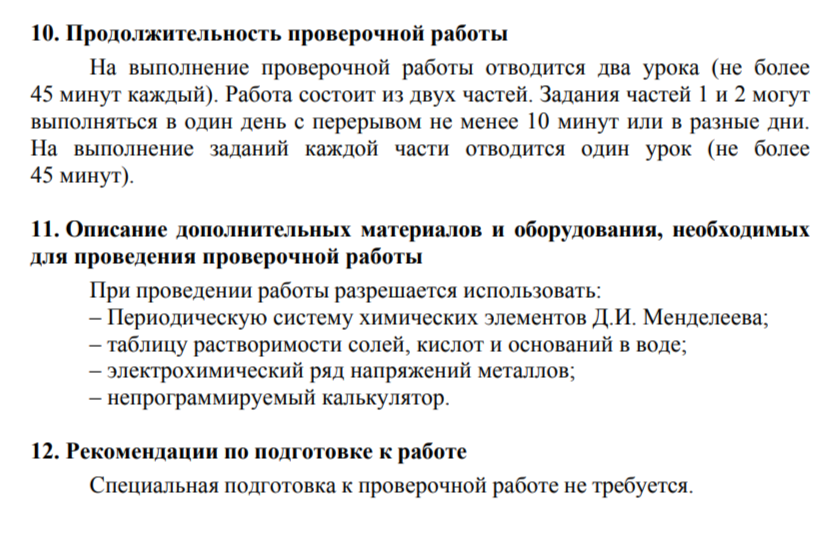 10. Продолжительность проверочной работы
На выполнение проверочной работы отводится два урока (не более
45 минут каждый). Работа состоит из двух частей. Задания частей 1 и 2 могут
выполняться в один день с перерывом не менее 10 минут или в разные дни.
На выполнение заданий каждой части отводится один урок (не более
45 минут).
11. Описание дополнительных материалов и оборудования, необходимых
для проведения проверочной работы
При проведении работы разрешается использовать:
– Периодическую систему химических элементов Д.И. Менделеева;
– таблицу растворимости солей, кислот и оснований в воде;
– электрохимический ряд напряжений металлов;
– непрограммируемый калькулятор.
12. Рекомендации по подготовке к работе
Специальная подготовка к проверочной работе не требуется.